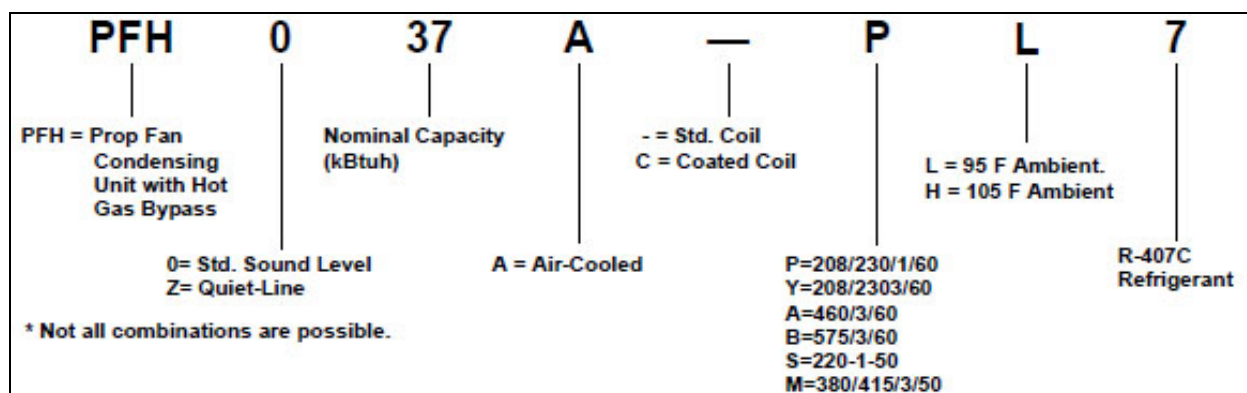 PFH 0 37 A — P L 7
PFH = Prop Fan
Condensing
Unit with Hot
Gas Bypass
Nominal Capacity
(kBtuh)
- = Std. Coil
C = Coated Coil
L = 95 F Ambient.
H = 105 F Ambient
0= Std. Sound Level
Z= Quiet-Line
A = Air-Cooled
P=208/230/1/60
Y=208/2303/60
A=460/3/60
B=575/3/60
S=220-1-50
M=380/415/3/50
R-407C
Refrigerant
* Not all combinations are possible.